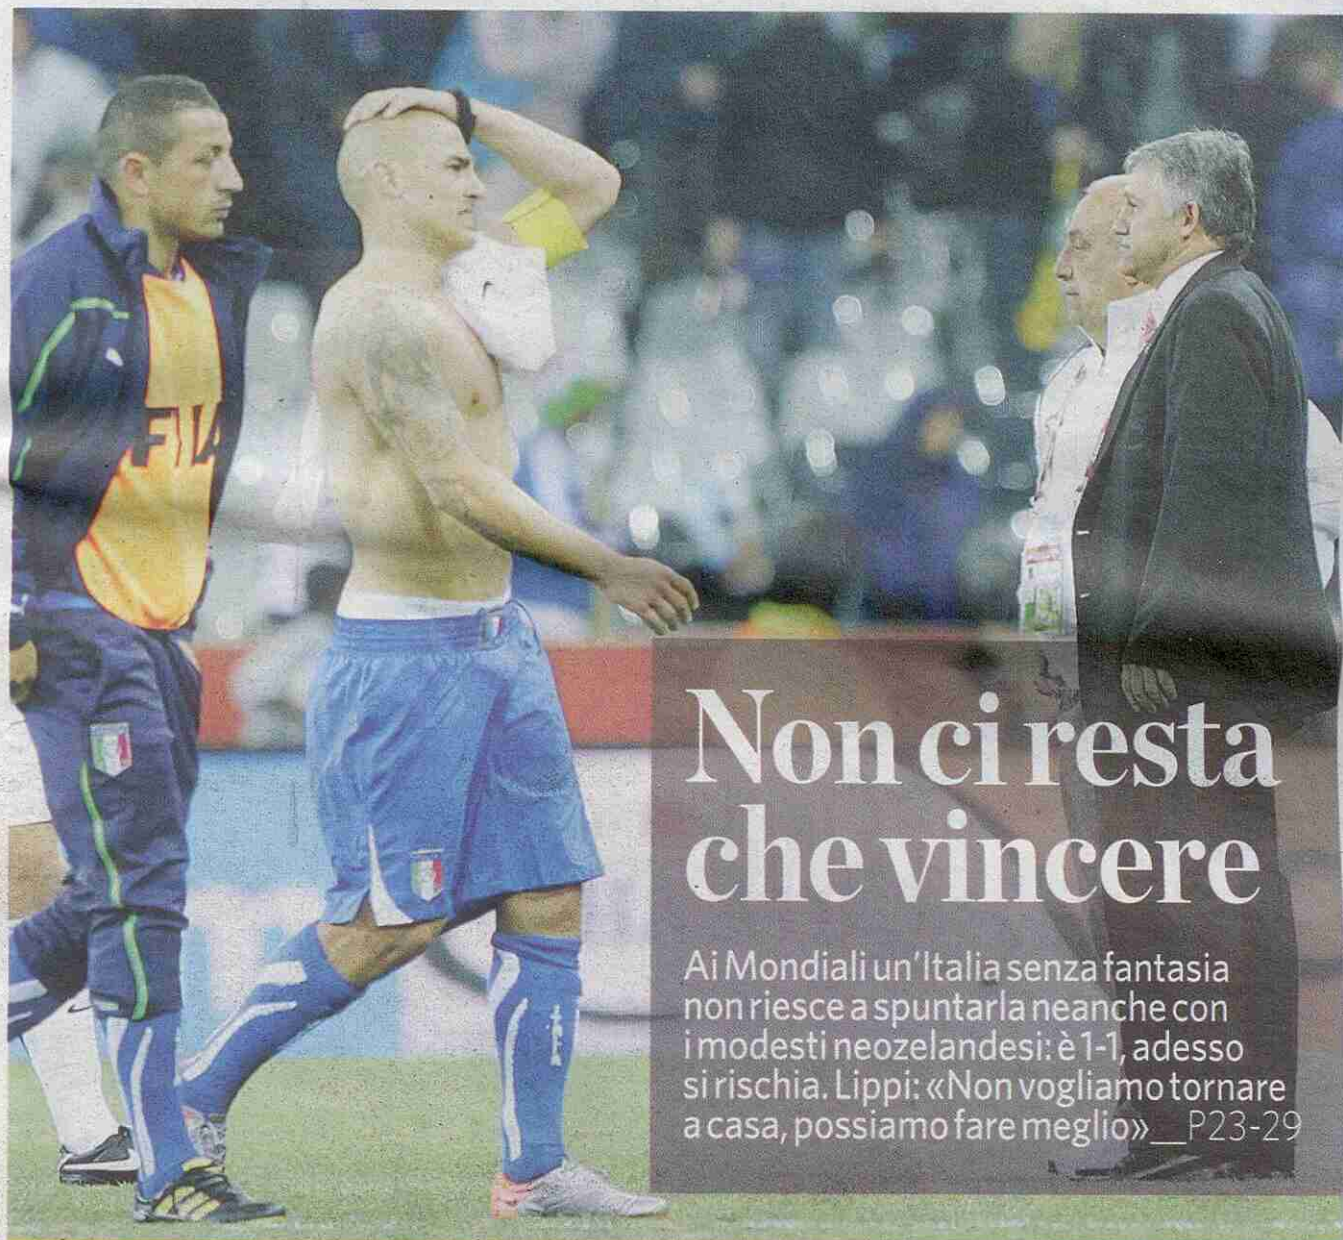 FIFA
Non ci resta
che vincere
Ai Mondiali un'Italia senza fantasia
non riesce a spuntarla neanche con
i modesti neozelandesi: è 1-1, adesso
si rischia. Lippi: «Non vogliamo tornare
a casa, possiamo fare meglio»__P23-29